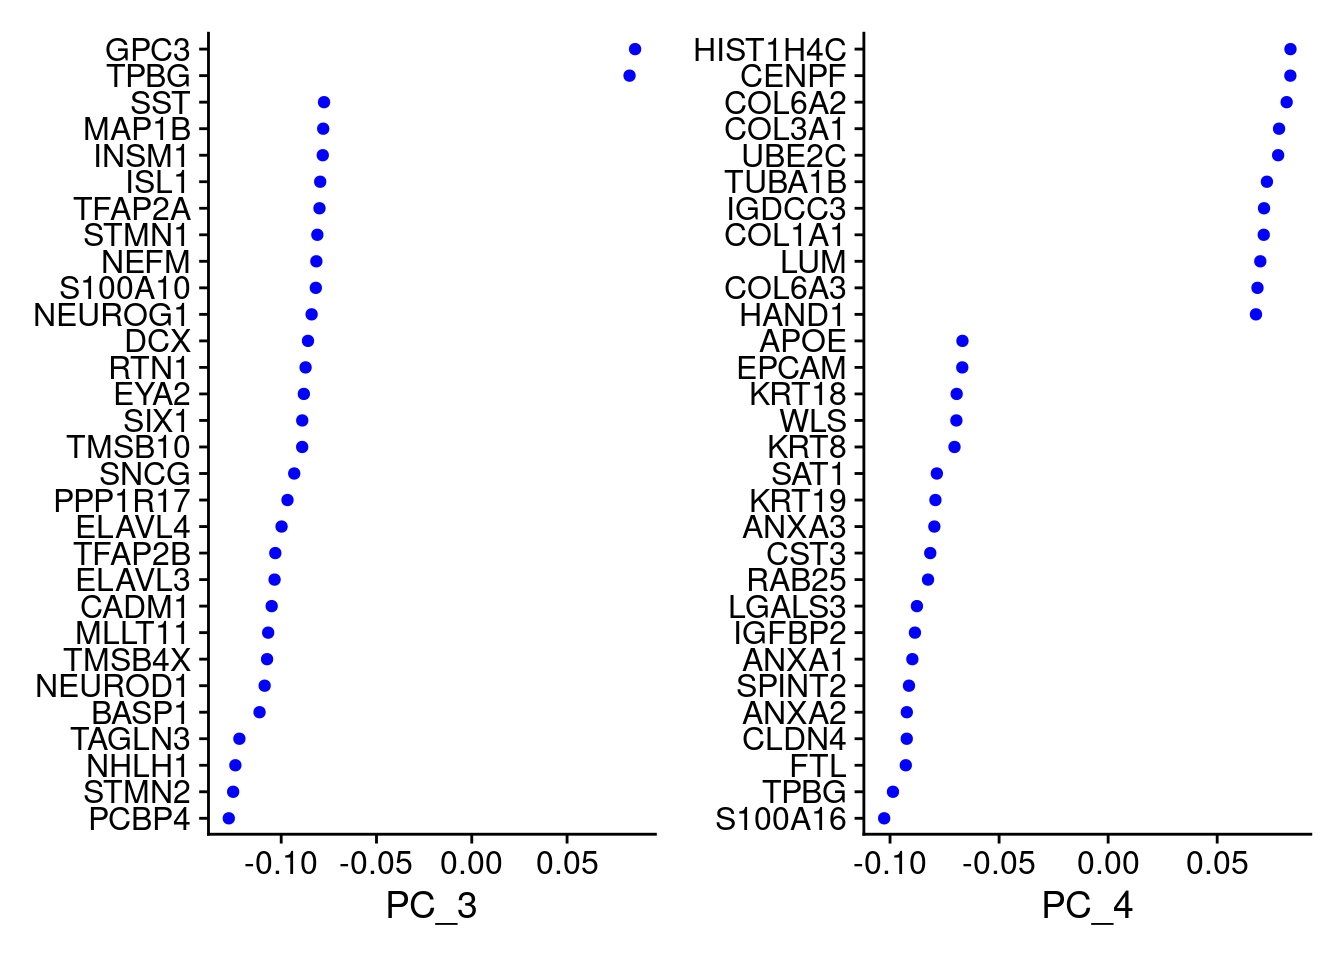 GPC3
TPBG
SST
MAP1B
INSM1
ISL1
TFAP2A
STMN1
NEFM
S100A10
NEUROG1
DCX
RTN1
EYA2
SIX1
TMSB10
SNCG
PPP1R17
ELAVL4
TFAP2B
ELAVL3
CADM1
MLLT11
TMSB4X
NEUROD1
BASP1
TAGLN3
NHLH1
STMN2
PCBP4
-0.10 -0.05 0.00 0.05
PC_3
HIST1H4C
CENPF
COL6A2
COL3A1
UBE2C
TUBA1B
IGDCC3
COL1A1
LUM
COL6A3
HAND1
APOE
EPCAM
KRT18
WLS
KRT8
SAT1
KRT19
ANXA3
CST3
RAB25
LGALS3
IGFBP2
ANXA1
SPINT2
ANXA2
CLDN4
FTL
TPBG
S100A16
-0.10 -0.05 0.00 0.05
PC_4